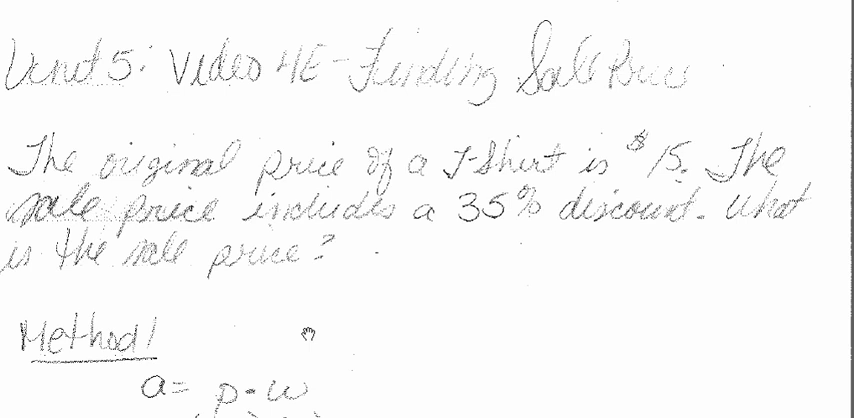 Unit 5: Video 4E - Finding Sale Price
The original price of a T-Shirt is $15. The
sale price includes a 35% discount. What
is the sale price?
Method 1
a = p · w